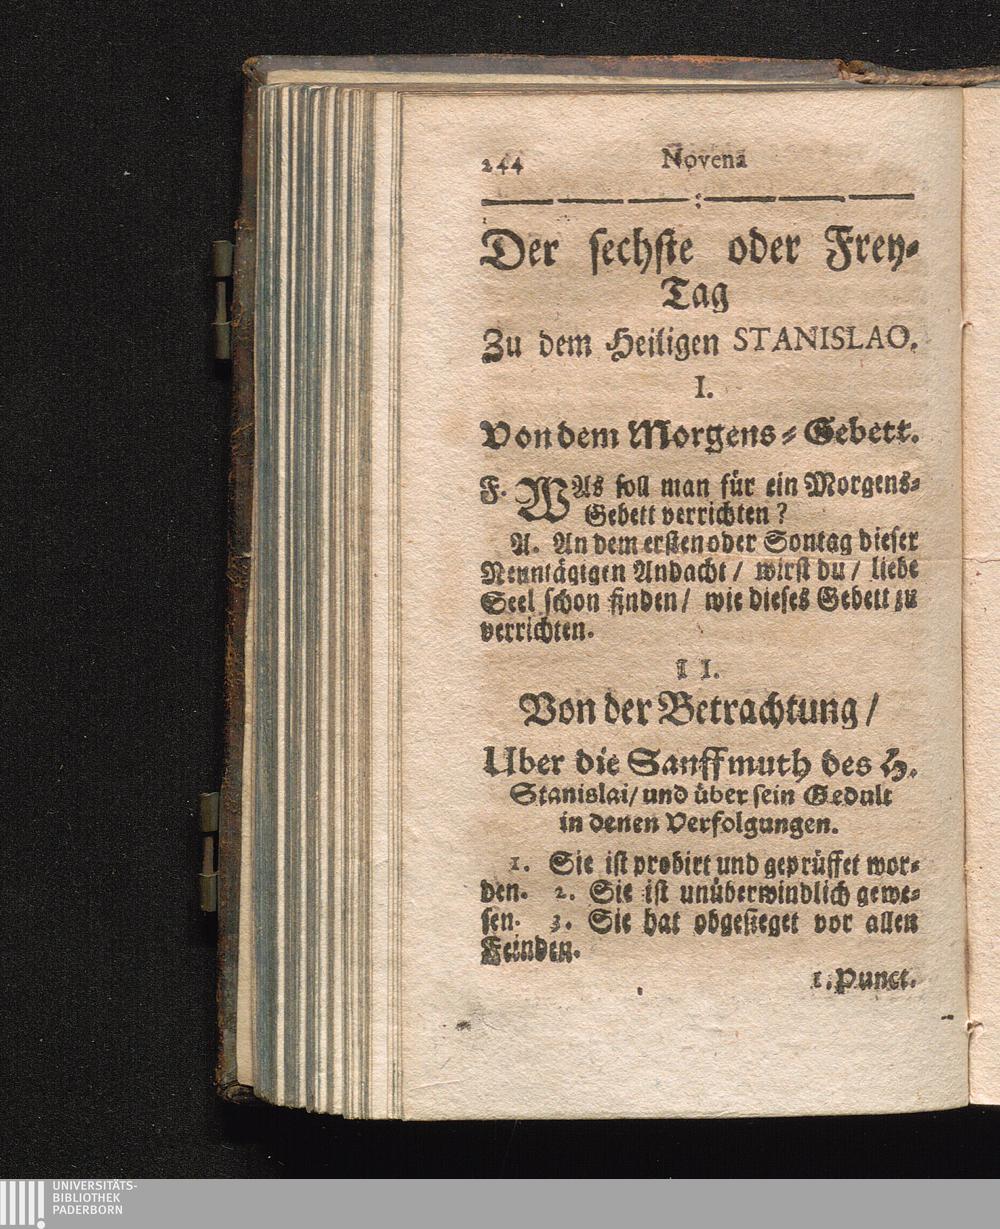 244 Novena
Der sechste oder Frey-
Tag
Zu dem Heiligen STANISLAO.
I.
Von dem Morgens-Gebett.
F. WAs soll man für ein Morgens-
Gebett verrichten?
A. An dem ersten oder Sontag dieser
Neuntägigen Andacht / wirst du / liebe
Seel schon finden / wie dieses Gebett zu
verrichten.
II.
Von der Betrachtung /
Uber die Sanffmuth des H.
Stanislai / und über sein Gedult
in denen Verfolgungen.
1. Sie ist probirt und geprüffet wor-
den. 2. Sie ist unüberwindlich gewe-
sen. 3. Sie hat obgesieget vor allen
Feinden.
1. Punct.
UNIVERSITÄTS-
BIBLIOTHEK
PADERBORN